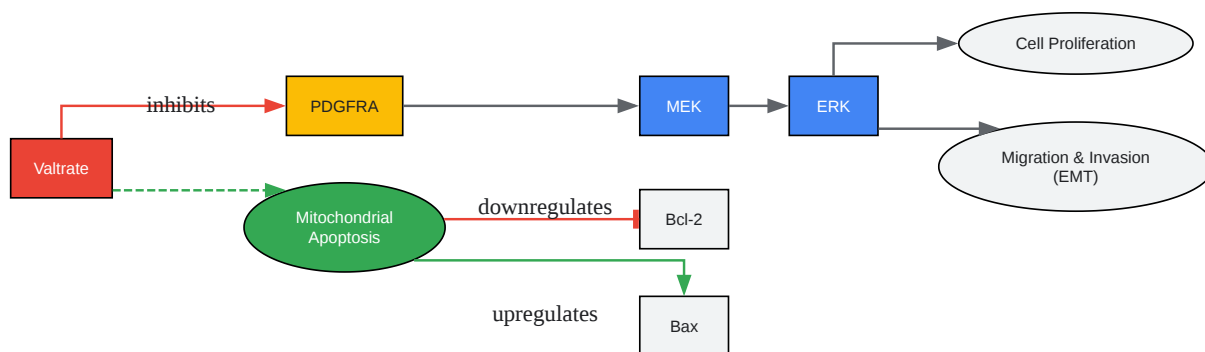 Cell Proliferation
inhibits
PDGFRA
MEK
ERK
Valtrate
Migration & Invasion
(EMT)
Mitochondrial
Apoptosis
downregulates
Bcl-2
upregulates
Bax